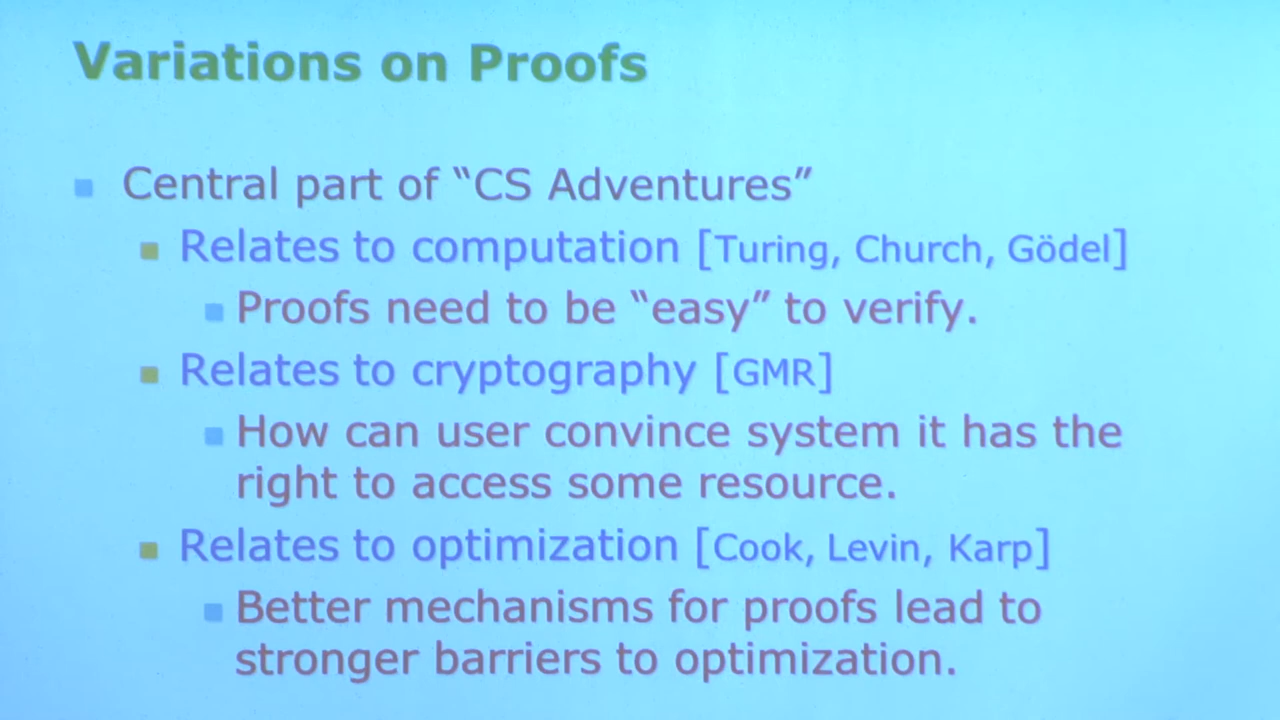 Variations on Proofs
Central part of “CS Adventures”
Relates to computation [Turing, Church, Gödel]
Proofs need to be “easy” to verify.
Relates to cryptography [GMR]
How can user convince system it has the
right to access some resource.
Relates to optimization [Cook, Levin, Karp]
Better mechanisms for proofs lead to
stronger barriers to optimization.